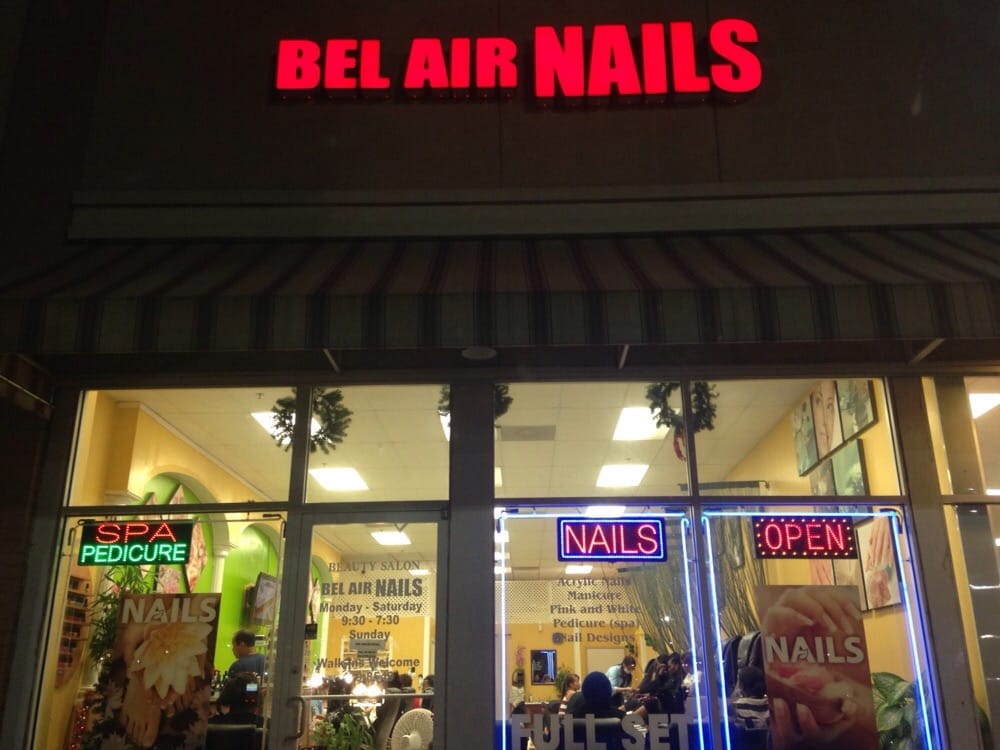 BEL AIR NAILS
SPA
PEDICURE
NAILS
BEAUTY SALON
BEL AIR NAILS
Monday - Saturday
9:30 - 7:30
Sunday
Walk-ins Welcome
NAILS
Acrylic Nails
Manicure
Pink and White
Pedicure (spa)
Nail Designs
FULL SET
OPEN
NAILS